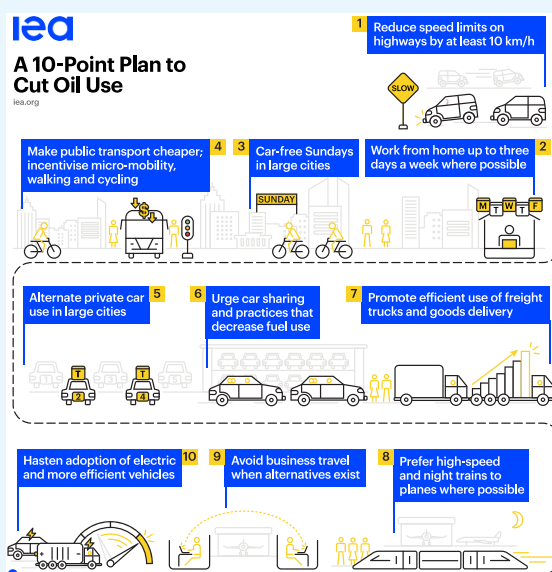 iea
A 10-Point Plan to
Cut Oil Use
iea.org
1
Reduce speed limits on
highways by at least 10 km/h
SLOW
2
Work from home up to three
days a week where possible
M T W T F
3
Car-free Sundays
in large cities
SUNDAY
4
Make public transport cheaper;
incentivise micro-mobility,
walking and cycling
$
5
Alternate private car
use in large cities
T
2
T
4
6
Urge car sharing
and practices that
decrease fuel use
7
Promote efficient use of freight
trucks and goods delivery
8
Prefer high-speed
and night trains to
planes where possible
9
Avoid business travel
when alternatives exist
10
Hasten adoption of electric
and more efficient vehicles